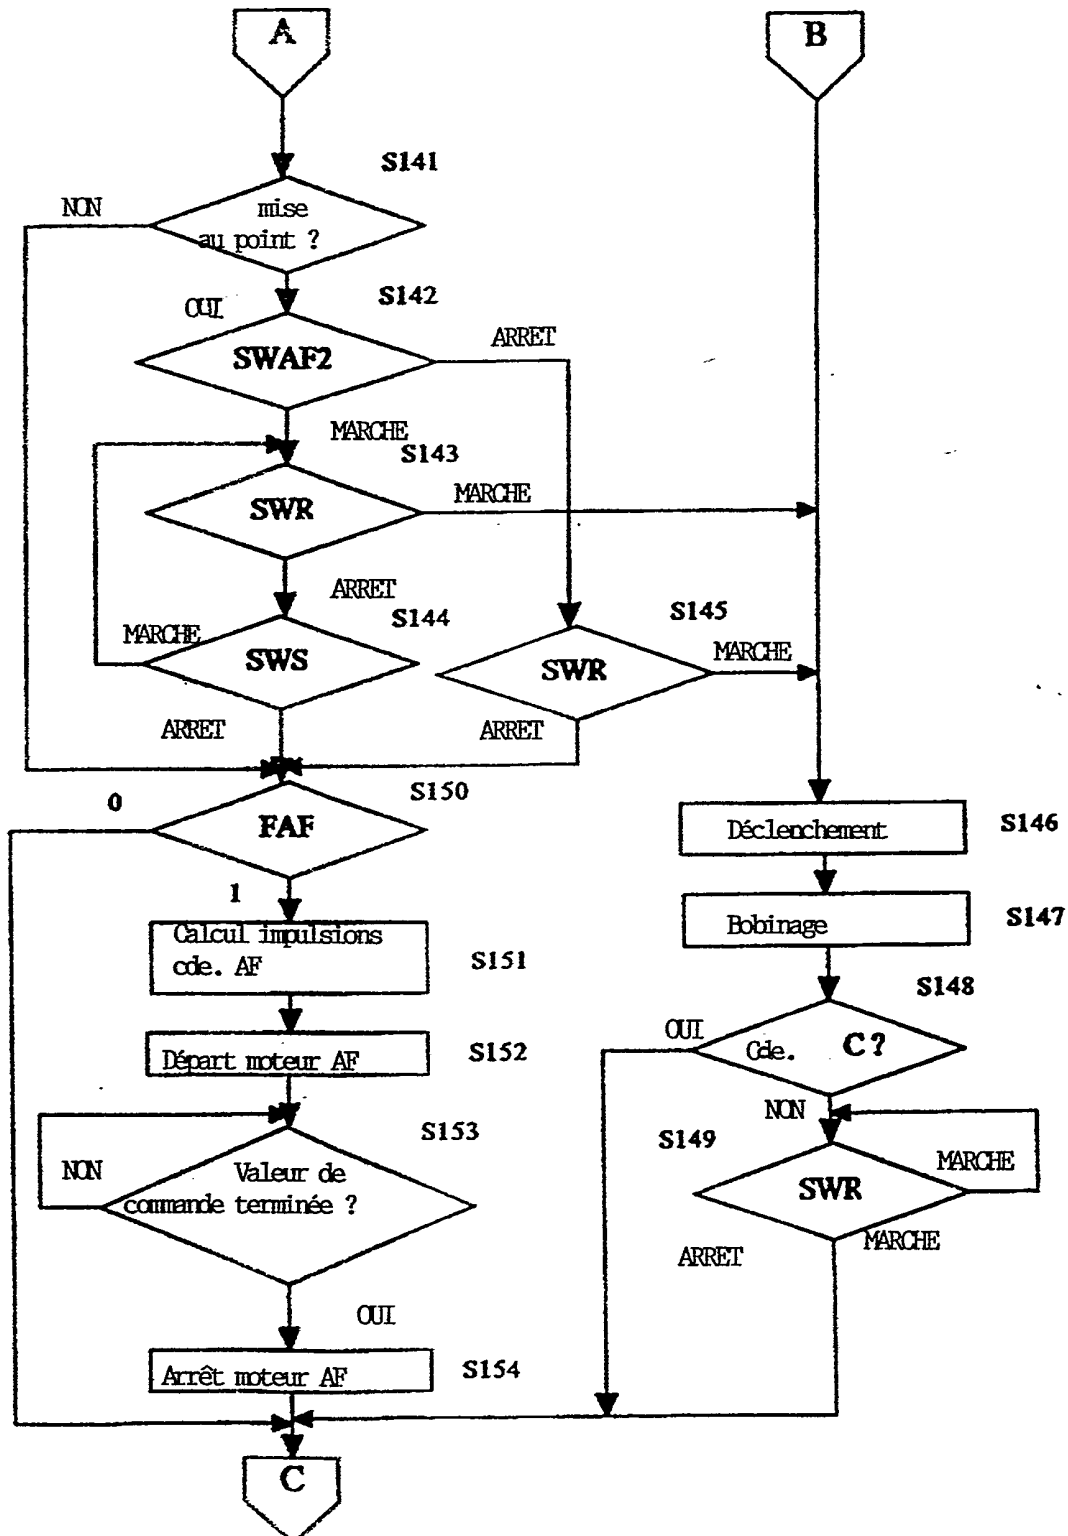 A
B
S141
NON
mise
au point ?
OUI
S142
ARRET
SWAF2
MARCHE
S143
MARCHE
SWR
ARRET
S144
S145
MARCHE
SWS
MARCHE
SWR
ARRET
ARRET
S150
0
FAF
Déclenchement
S146
1
Calcul impulsions
cde. AF
S151
Bobinage
S147
S148
OUI
Cde. C ?
Départ moteur AF
S152
NON
S153
S149
NON
Valeur de
commande terminée ?
MARCHE
SWR
MARCHE
ARRET
OUI
Arrêt moteur AF
S154
C